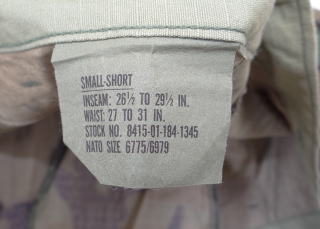 SMALL-SHORT
INSEAM: 26½ TO 29½ IN.
WAIST: 27 TO 31 IN.
STOCK NO. 8415-01-184-1345
NATO SIZE 6775/6979